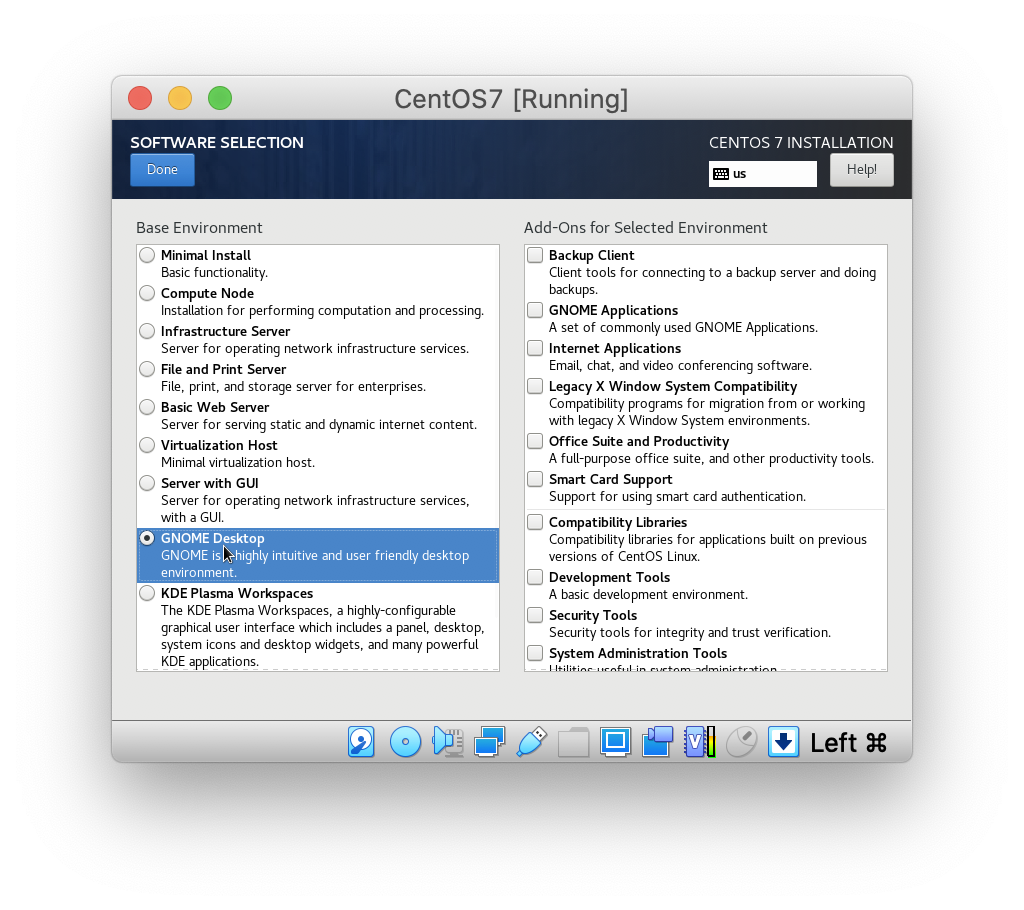 CentOS7 [Running]
SOFTWARE SELECTION
Done
CENTOS 7 INSTALLATION
us
Help!
Base Environment
Minimal Install
Basic functionality.
Compute Node
Installation for performing computation and processing.
Infrastructure Server
Server for operating network infrastructure services.
File and Print Server
File, print, and storage server for enterprises.
Basic Web Server
Server for serving static and dynamic internet content.
Virtualization Host
Minimal virtualization host.
Server with GUI
Server for operating network infrastructure services,
with a GUI.
GNOME Desktop
GNOME is highly intuitive and user friendly desktop
environment.
KDE Plasma Workspaces
The KDE Plasma Workspaces, a highly-configurable
graphical user interface which includes a panel, desktop,
system icons and desktop widgets, and many powerful
KDE applications.
Add-Ons for Selected Environment
Backup Client
Client tools for connecting to a backup server and doing
backups.
GNOME Applications
A set of commonly used GNOME Applications.
Internet Applications
Email, chat, and video conferencing software.
Legacy X Window System Compatibility
Compatibility programs for migration from or working
with legacy X Window System environments.
Office Suite and Productivity
A full-purpose office suite, and other productivity tools.
Smart Card Support
Support for using smart card authentication.
Compatibility Libraries
Compatibility libraries for applications built on previous
versions of CentOS Linux.
Development Tools
A basic development environment.
Security Tools
Security tools for integrity and trust verification.
System Administration Tools
Utilities useful in system administration.
V
Left ⌘